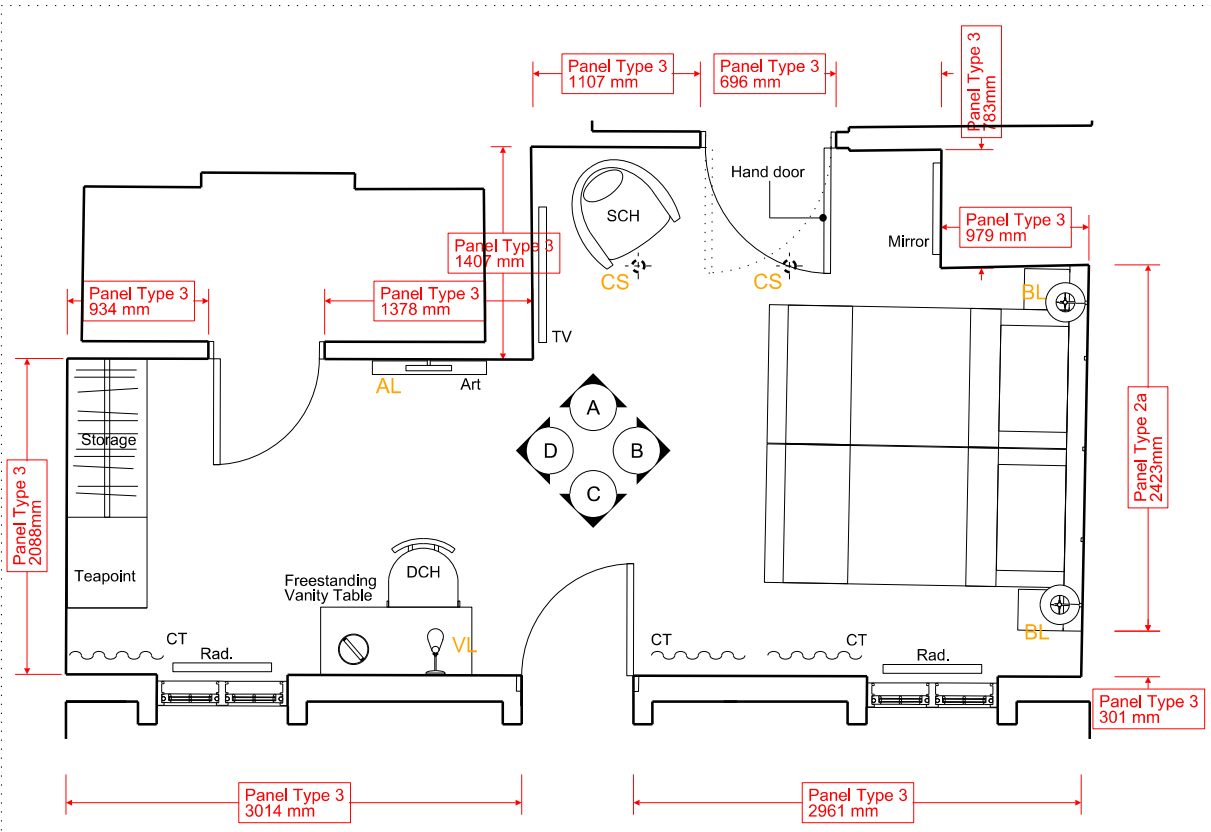 Panel Type 3
1107 mm
Panel Type 3
696 mm
Panel Type 3
783mm
Hand door
SCH
Mirror
Panel Type 3
979 mm
Panel Type 3
1407 mm
CS
CS
Panel Type 3
934 mm
Panel Type 3
1378 mm
BL
TV
AL
Art
A
D
B
C
Storage
Panel Type 2a
2423mm
Panel Type 3
2088mm
Teapoint
DCH
Freestanding
Vanity Table
CT
Rad.
VL
CT
CT
Rad.
BL
Panel Type 3
301 mm
Panel Type 3
3014 mm
Panel Type 3
2961 mm